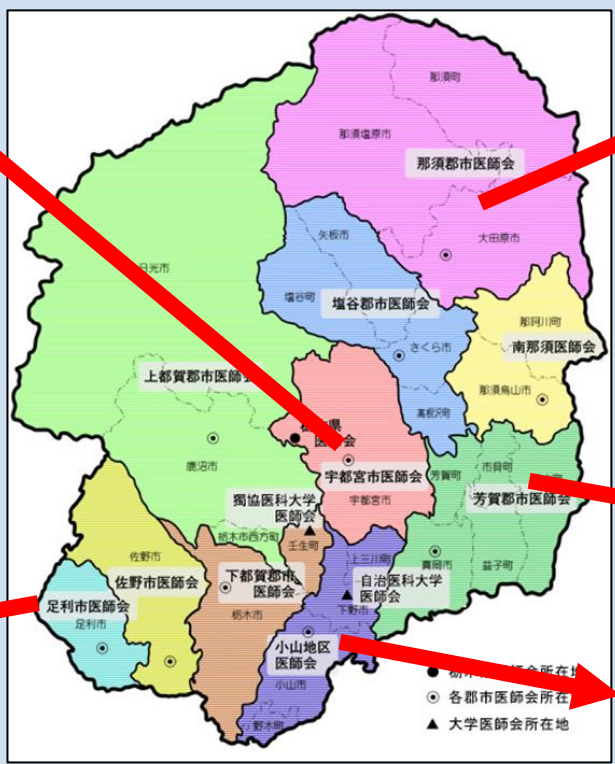 那須町
那須塩原市
那須郡市医師会
大田原市
矢板市
日光市
塩谷町
塩谷郡市医師会
さくら市
那珂川町
南那須医師会
那須烏山市
高根沢町
上都賀郡市医師会
医師会
宇都宮市医師会
宇都宮市
鹿沼市
芳賀町
市貝町
芳賀郡市医師会
獨協医科大学
医師会
栃木市西方町
壬生町
上三川町
真岡市
益子町
佐野市
佐野市医師会
下都賀郡市
医師会
栃木市
自治医科大学
医師会
下野市
足利市医師会
足利市
小山地区
医師会
小山市
野木町
各郡市医師会所在
大学医師会所在地